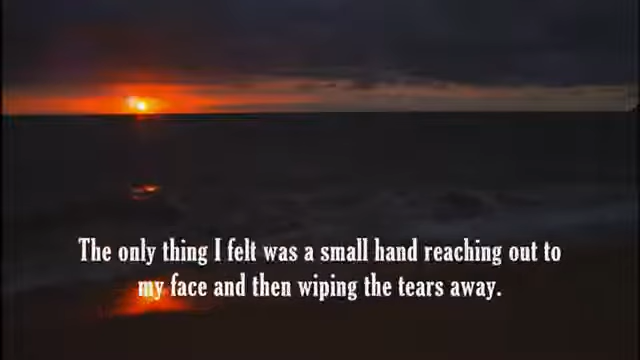 The only thing I felt was a small hand reaching out to
my face and then wiping the tears away.